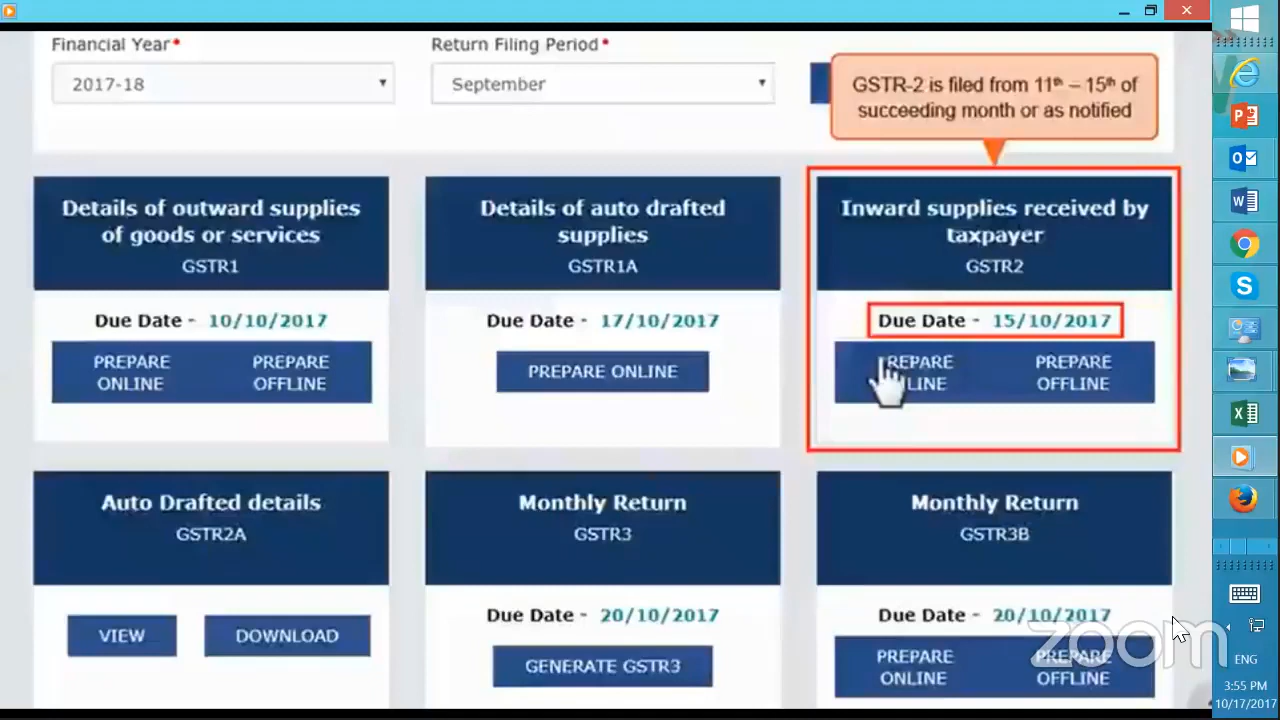 Financial Year*
Return Filing Period*
2017-18
September
GSTR-2 is filed from 11th – 15th of
succeeding month or as notified
Details of outward supplies
of goods or services
GSTR1
Due Date - 10/10/2017
PREPARE
ONLINE
PREPARE
OFFLINE
Details of auto drafted
supplies
GSTR1A
Due Date - 17/10/2017
PREPARE ONLINE
Inward supplies received by
taxpayer
GSTR2
Due Date - 15/10/2017
PREPARE
OFFLINE
Auto Drafted details
GSTR2A
VIEW
DOWNLOAD
Monthly Return
GSTR3
Due Date - 20/10/2017
GENERATE GSTR3
Monthly Return
GSTR3B
Due Date - 20/10/2017
PREPARE
ONLINE
PREPARE
OFFLINE
zoom
ENG
3:55 PM
10/17/2017